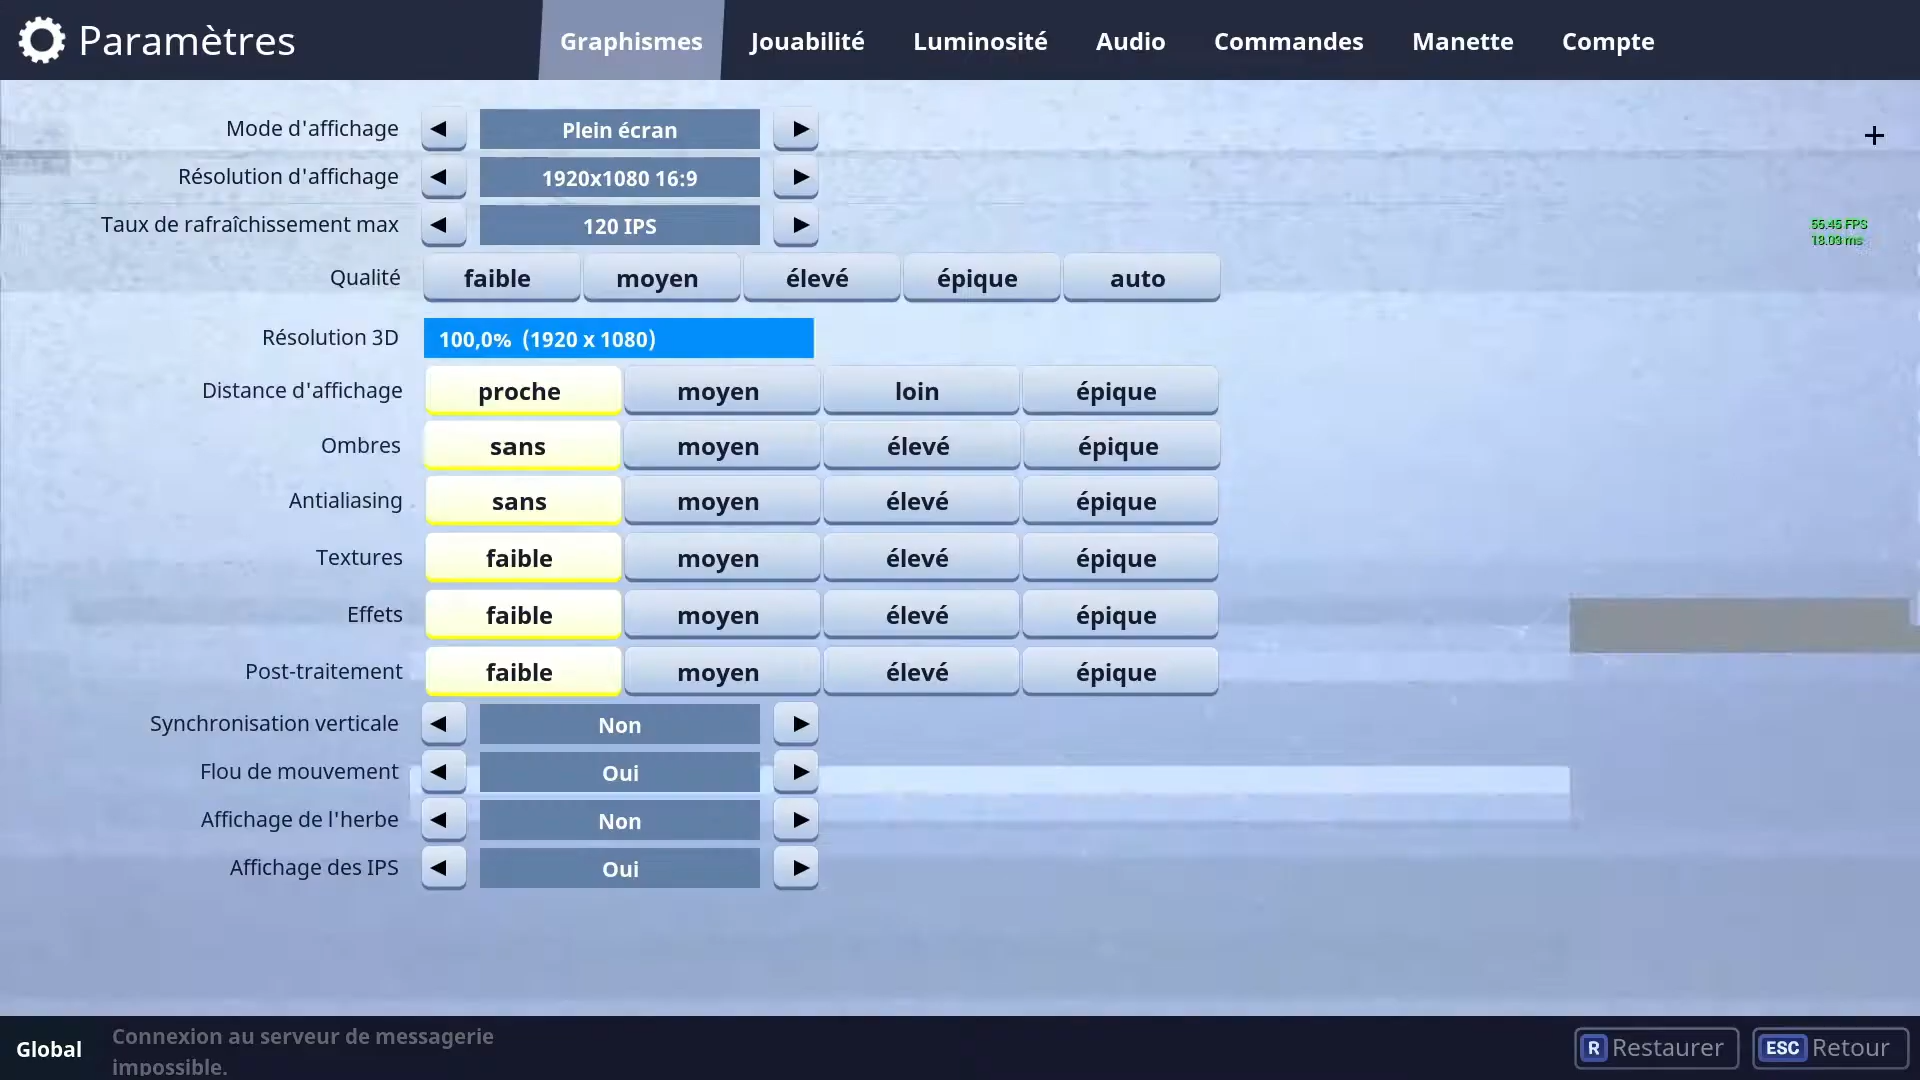 Paramètres
Graphismes Jouabilité Luminosité Audio Commandes Manette Compte
Mode d'affichage Plein écran
Résolution d'affichage 1920x1080 16:9
Taux de rafraîchissement max 120 IPS
55.45 FPS
18.03 ms
Qualité faible moyen élevé épique auto
Résolution 3D 100,0% (1920 x 1080)
Distance d'affichage proche moyen loin épique
Ombres sans moyen élevé épique
Antialiasing sans moyen élevé épique
Textures faible moyen élevé épique
Effets faible moyen élevé épique
Post-traitement faible moyen élevé épique
Synchronisation verticale Non
Flou de mouvement Oui
Affichage de l'herbe Non
Affichage des IPS Oui
Global
Connexion au serveur de messagerie
impossible.
R Restaurer ESC Retour